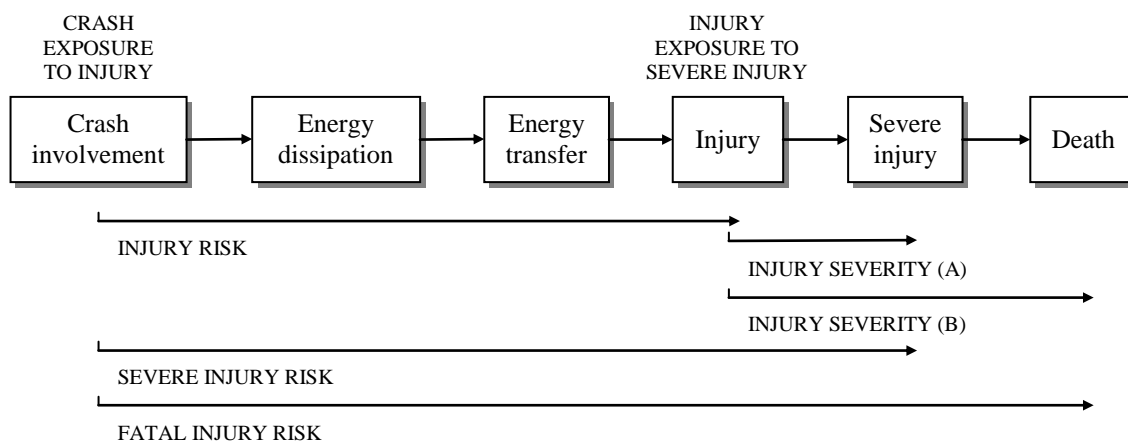 CRASH
EXPOSURE
TO INJURY
INJURY
EXPOSURE TO
SEVERE INJURY
Crash
involvement
Energy
dissipation
Energy
transfer
Injury
Severe
injury
Death
INJURY RISK
INJURY SEVERITY (A)
INJURY SEVERITY (B)
SEVERE INJURY RISK
FATAL INJURY RISK